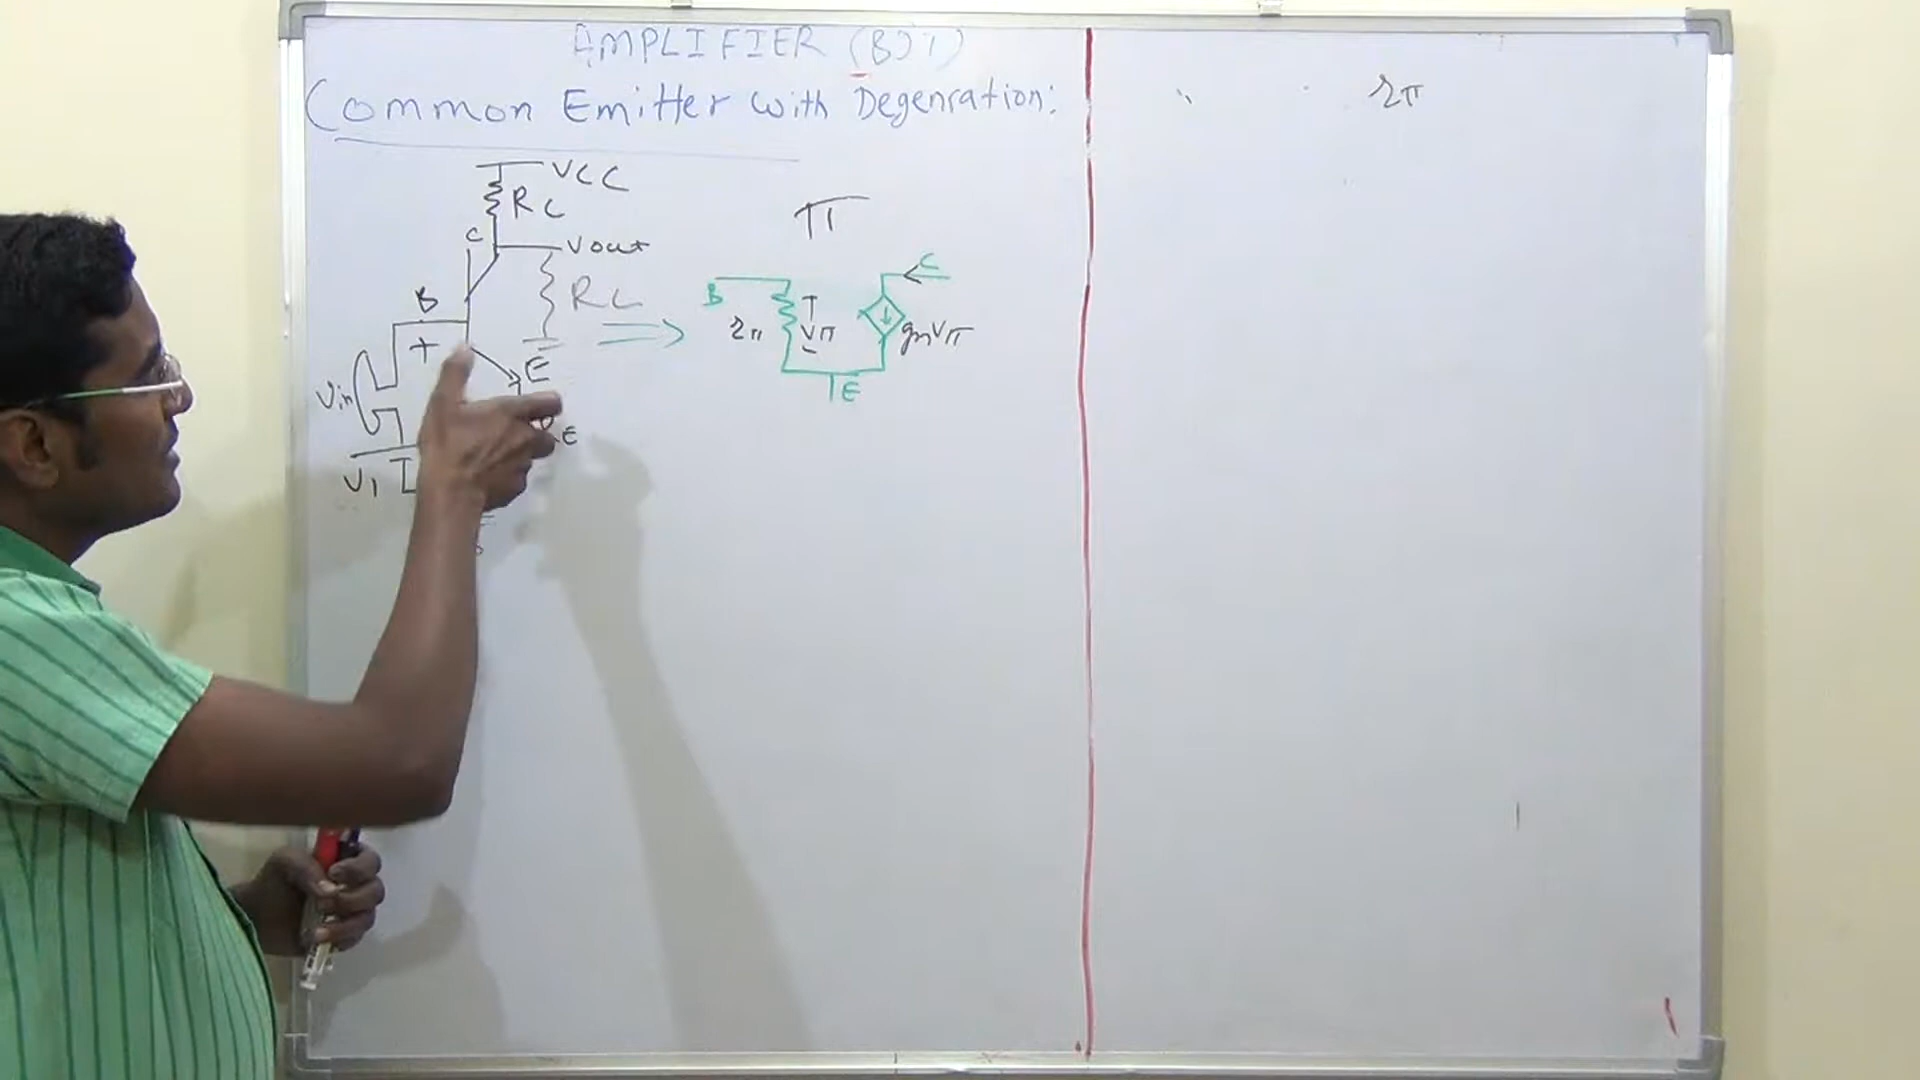 AMPLIFIER (BJT)
Common Emitter with Degenration:
rπ
VCC
RC
π
C
Vout
C
B
RL
B
rπ
Vπ
gmVπ
+
E
E
Vin
E
V1